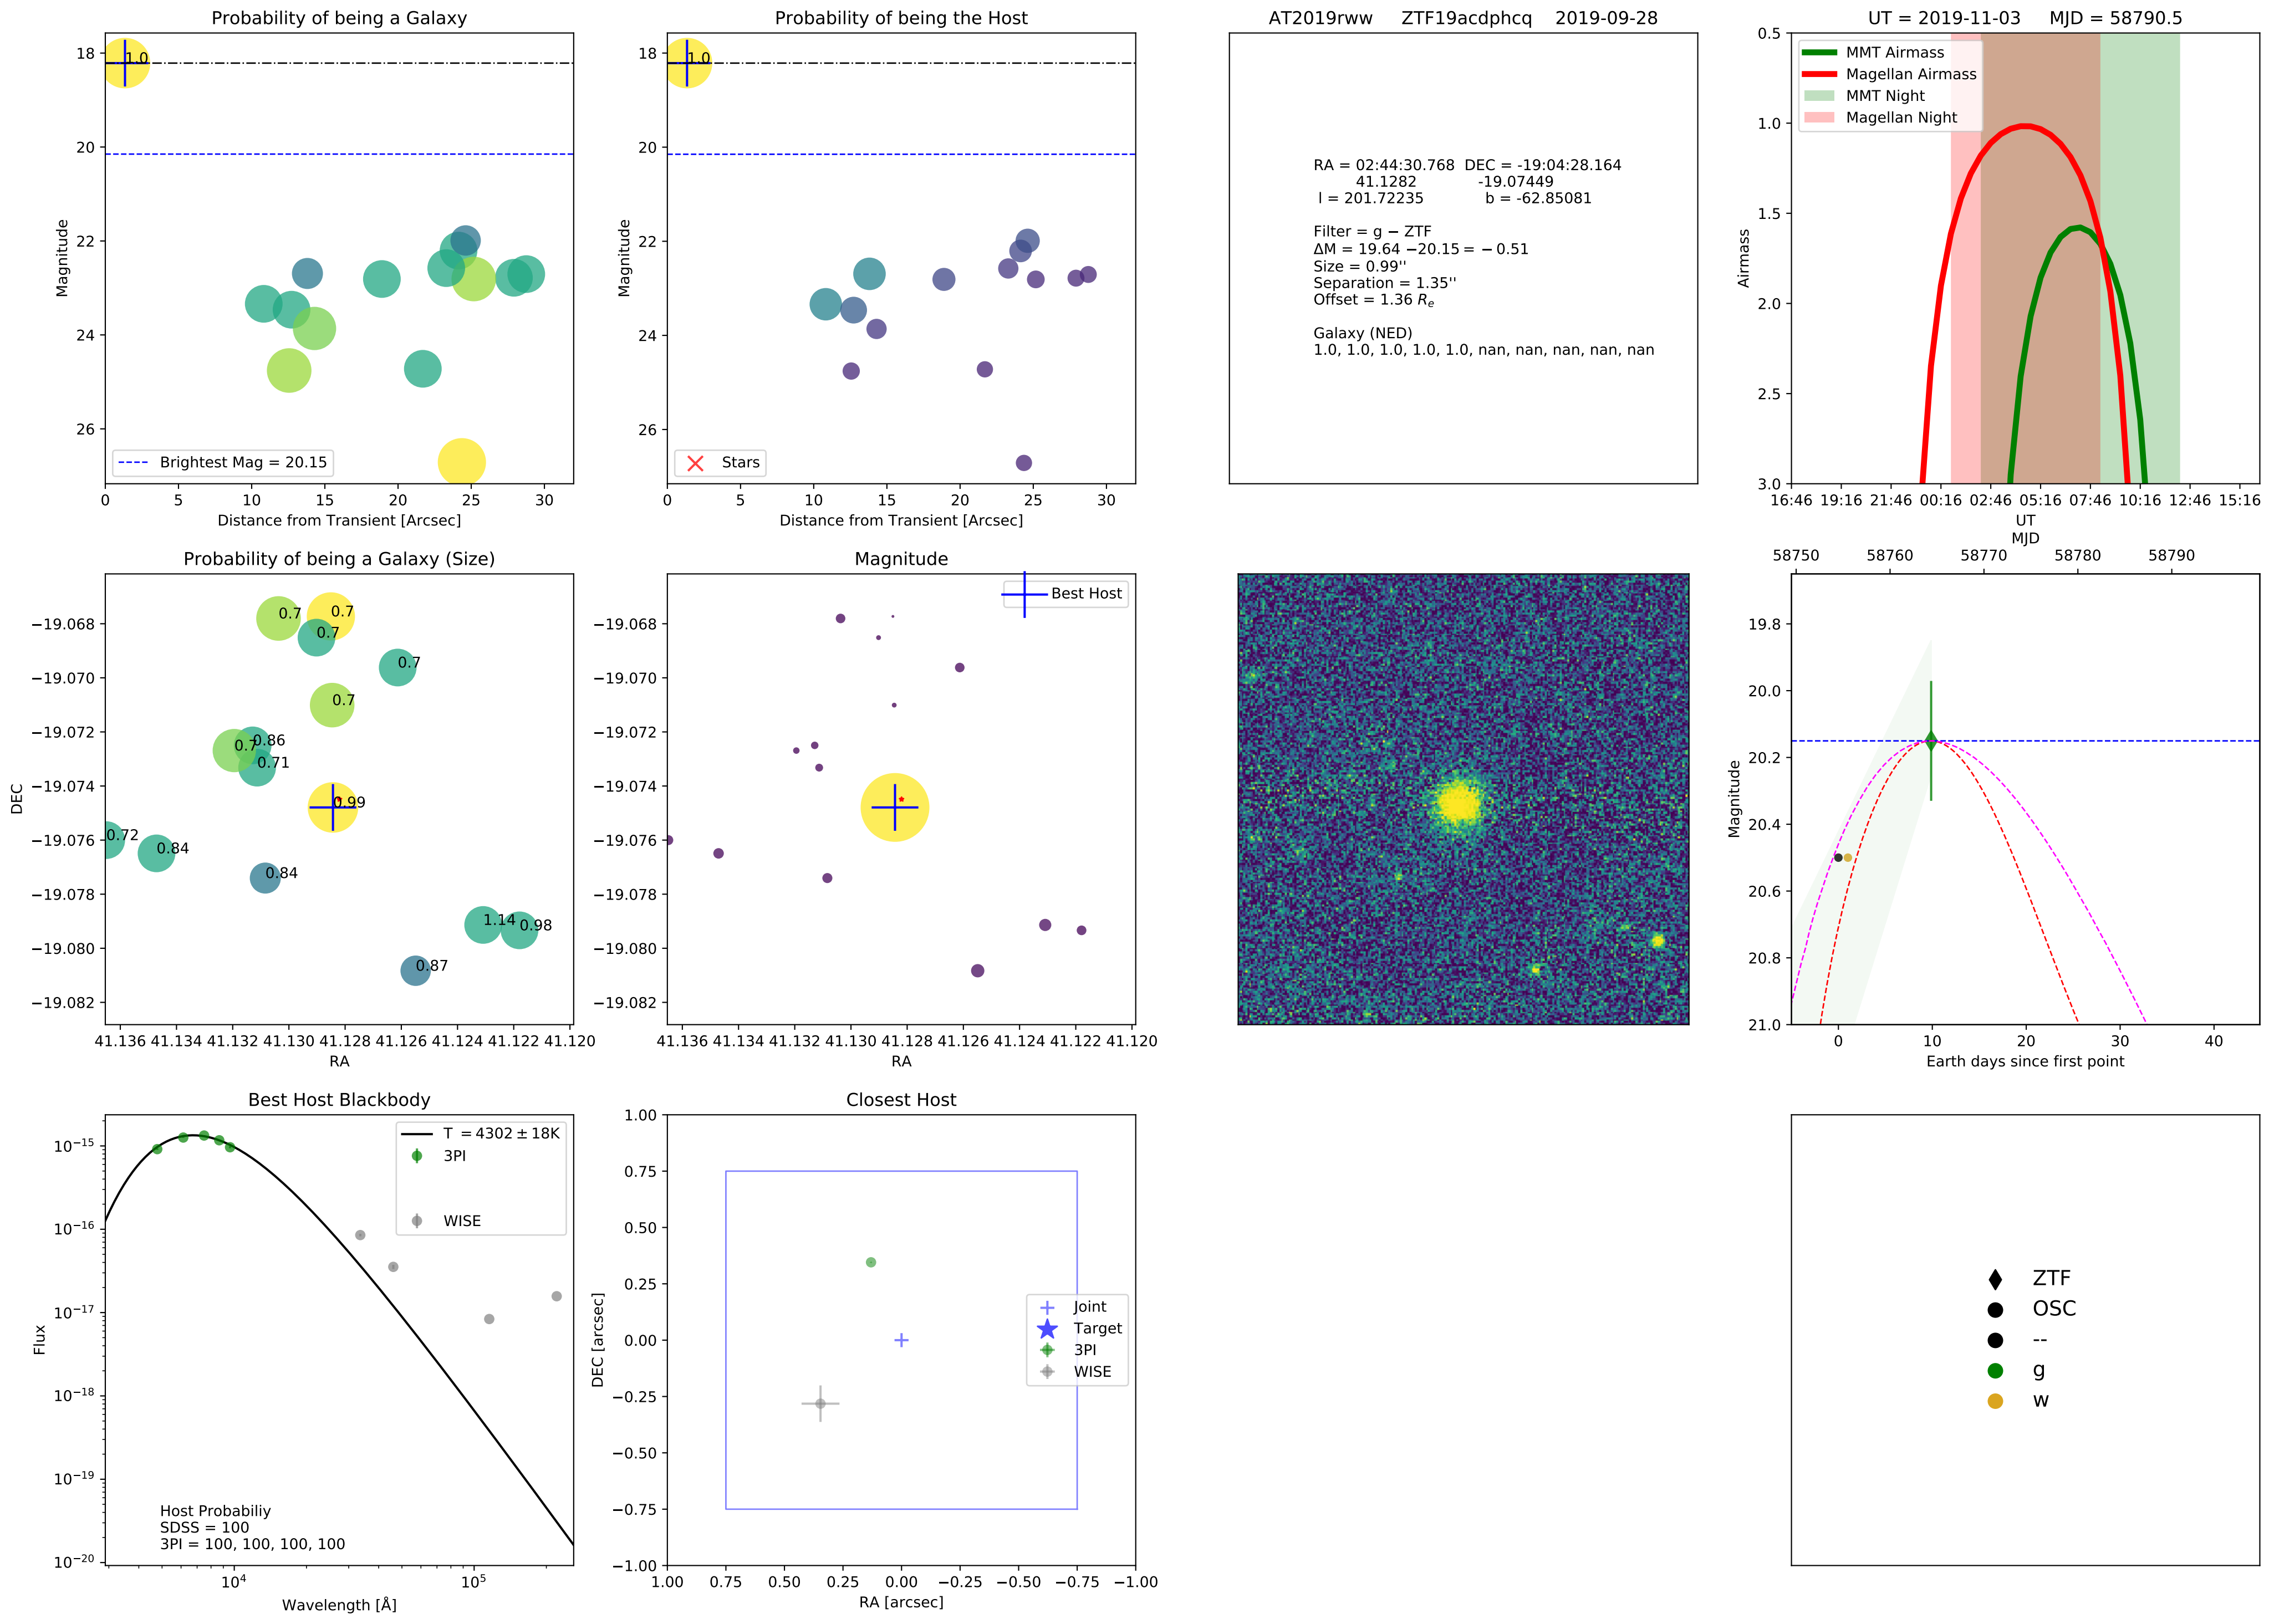 Probability of being a Galaxy
1.0
18
20
22
24
26
Magnitude
Brightest Mag = 20.15
0 5 10 15 20 25 30
Distance from Transient [Arcsec]
Probability of being the Host
1.0
18
20
22
24
26
Magnitude
Stars
0 5 10 15 20 25 30
Distance from Transient [Arcsec]
AT2019rww ZTF19acdphcq 2019-09-28
RA = 02:44:30.768 DEC = -19:04:28.164
41.1282 -19.07449
l = 201.72235 b = -62.85081
Filter = g − ZTF
ΔM = 19.64 −20.15 = − 0.51
Size = 0.99''
Separation = 1.35''
Offset = 1.36 Re
Galaxy (NED)
1.0, 1.0, 1.0, 1.0, 1.0, nan, nan, nan, nan, nan
UT = 2019-11-03 MJD = 58790.5
MMT Airmass
Magellan Airmass
MMT Night
Magellan Night
0.5
1.0
1.5
2.0
2.5
3.0
Airmass
16:46 19:16 21:46 00:16 02:46 05:16 07:46 10:16 12:46 15:16
UT
Probability of being a Galaxy (Size)
0.7 0.7
0.7
0.7
0.7
0.86
0.7
0.71
0.99
0.72
0.84
0.84
1.14
0.98
0.87
−19.068
−19.070
−19.072
−19.074
−19.076
−19.078
−19.080
−19.082
DEC
41.136 41.134 41.132 41.130 41.128 41.126 41.124 41.122 41.120
RA
Magnitude
Best Host
−19.068
−19.070
−19.072
−19.074
−19.076
−19.078
−19.080
−19.082
41.136 41.134 41.132 41.130 41.128 41.126 41.124 41.122 41.120
RA
MJD
58750 58760 58770 58780 58790
19.8
20.0
20.2
20.4
20.6
20.8
21.0
Magnitude
0 10 20 30 40
Earth days since first point
Best Host Blackbody
T = 4302 ± 18K
3PI
WISE
10−15
10−16
10−17
10−18
10−19
10−20
Flux
Host Probabiliy
SDSS = 100
3PI = 100, 100, 100, 100
10^4 10^5
Wavelength [Å]
Closest Host
1.00
0.75
0.50
0.25
0.00
−0.25
−0.50
−0.75
−1.00
DEC [arcsec]
Joint
Target
3PI
WISE
1.00 0.75 0.50 0.25 0.00 −0.25 −0.50 −0.75 −1.00
RA [arcsec]
ZTF
OSC
--
g
w